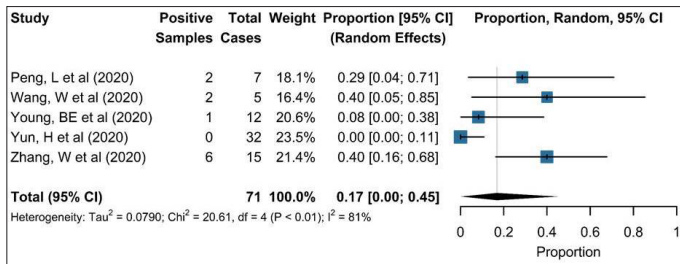 Study Positive Samples Total Cases Weight Proportion [95% CI] (Random Effects) Proportion, Random, 95% CI
Peng, L et al (2020) 2 7 18.1% 0.29 [0.04; 0.71]
Wang, W et al (2020) 2 5 16.4% 0.40 [0.05; 0.85]
Young, BE et al (2020) 1 12 20.6% 0.08 [0.00; 0.38]
Yun, H et al (2020) 0 32 23.5% 0.00 [0.00; 0.11]
Zhang, W et al (2020) 6 15 21.4% 0.40 [0.16; 0.68]
Total (95% CI) 71 100.0% 0.17 [0.00; 0.45]
Heterogeneity: Tau² = 0.0790; Chi² = 20.61, df = 4 (P < 0.01); I² = 81%
0 0.2 0.4 0.6 0.8 1
Proportion